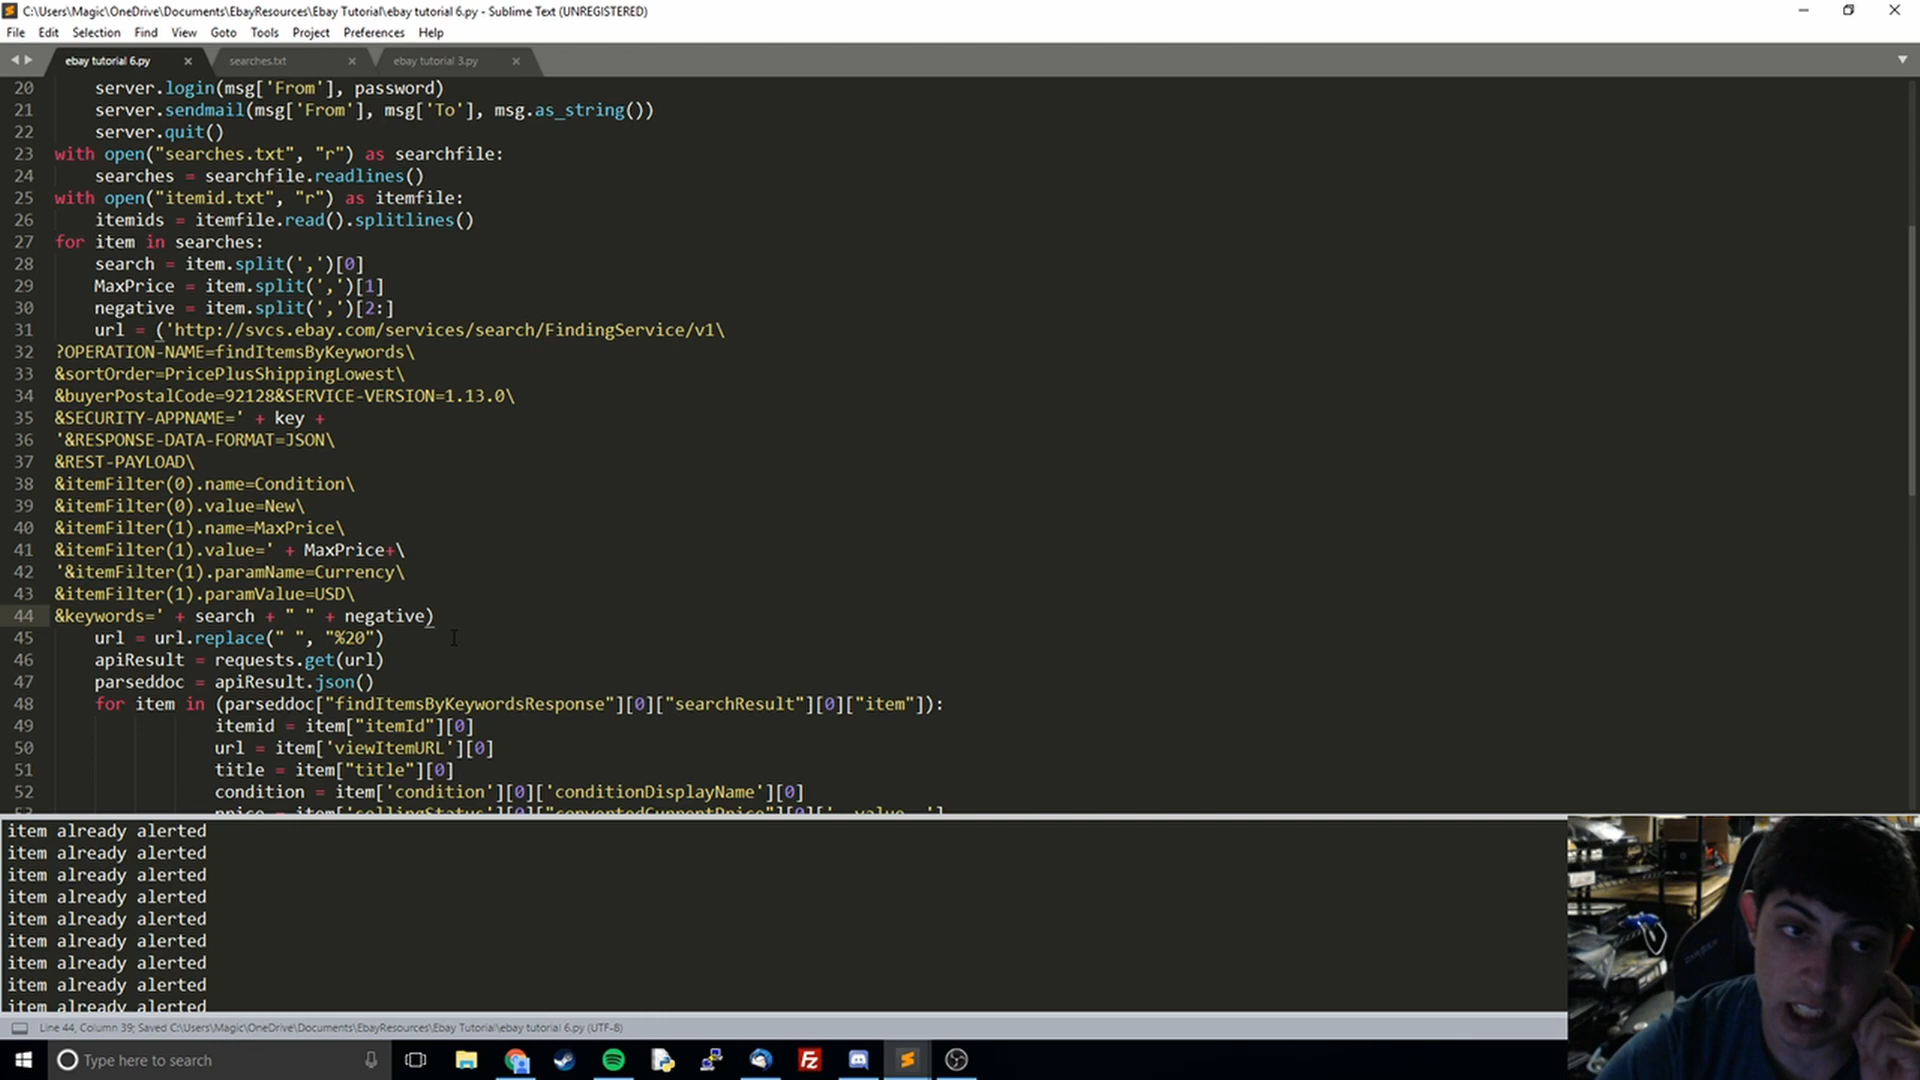 C:\Users\Magic\OneDrive\Documents\EbayResources\Ebay Tutorial\ebay tutorial 6.py - Sublime Text (UNREGISTERED)
File Edit Selection Find View Goto Tools Project Preferences Help
ebay tutorial 6.py searches.txt ebay tutorial 3.py
20 server.login(msg['From'], password)
21 server.sendmail(msg['From'], msg['To'], msg.as_string())
22 server.quit()
23 with open("searches.txt", "r") as searchfile:
24 searches = searchfile.readlines()
25 with open("itemid.txt", "r") as itemfile:
26 itemids = itemfile.read().splitlines()
27 for item in searches:
28 search = item.split(',')[0]
29 MaxPrice = item.split(',')[1]
30 negative = item.split(',')[2:]
31 url = ('http://svcs.ebay.com/services/search/FindingService/v1\
32 ?OPERATION-NAME=findItemsByKeywords\
33 &sortOrder=PricePlusShippingLowest\
34 &buyerPostalCode=92128&SERVICE-VERSION=1.13.0\
35 &SECURITY-APPNAME=' + key +
36 '&RESPONSE-DATA-FORMAT=JSON\
37 &REST-PAYLOAD\
38 &itemFilter(0).name=Condition\
39 &itemFilter(0).value=New\
40 &itemFilter(1).name=MaxPrice\
41 &itemFilter(1).value=' + MaxPrice+\
42 '&itemFilter(1).paramName=Currency\
43 &itemFilter(1).paramValue=USD\
44 &keywords=' + search + " " + negative)
45 url = url.replace(" ", "%20")
46 apiResult = requests.get(url)
47 parseddoc = apiResult.json()
48 for item in (parseddoc["findItemsByKeywordsResponse"][0]["searchResult"][0]["item"]):
49 itemid = item["itemId"][0]
50 url = item['viewItemURL'][0]
51 title = item["title"][0]
52 condition = item['condition'][0]['conditionDisplayName'][0]
53 price = item['sellingStatus'][0]["convertedCurrentPrice"][0]['__value__']
item already alerted
item already alerted
item already alerted
item already alerted
item already alerted
item already alerted
item already alerted
item already alerted
item already alerted
Line 44, Column 39; Saved C:\Users\Magic\OneDrive\Documents\EbayResources\Ebay Tutorial\ebay tutorial 6.py (UTF-8)
Type here to search